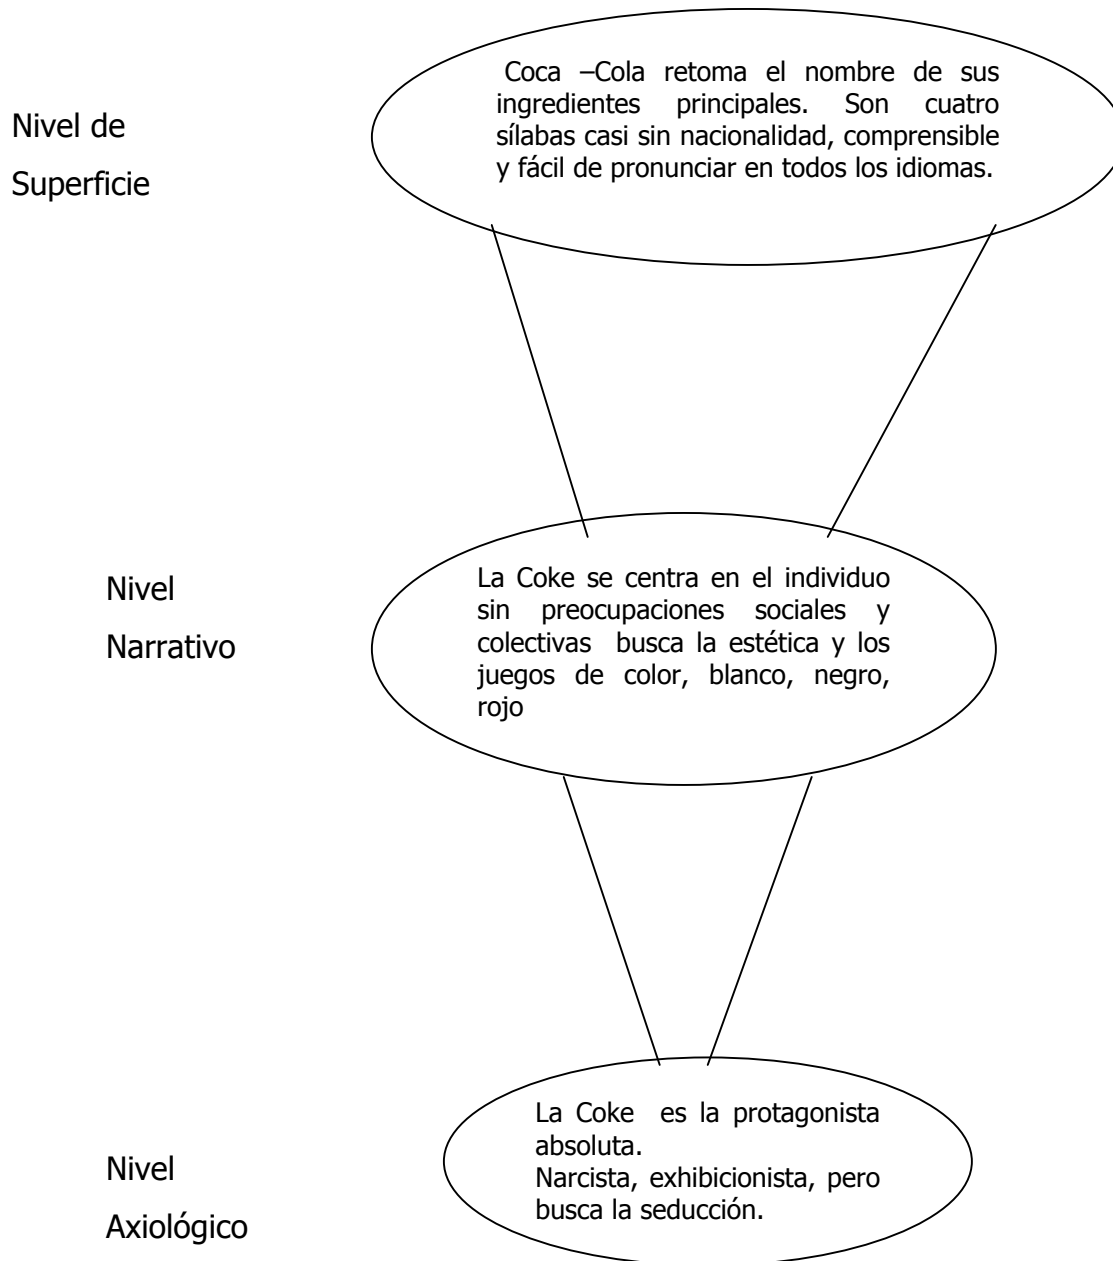 Nivel de
Superficie
Coca –Cola retoma el nombre de sus
ingredientes principales. Son cuatro
sílabas casi sin nacionalidad, comprensible
y fácil de pronunciar en todos los idiomas.
Nivel
Narrativo
La Coke se centra en el individuo
sin preocupaciones sociales y
colectivas busca la estética y los
juegos de color, blanco, negro,
rojo
Nivel
Axiológico
La Coke es la protagonista
absoluta.
Narcista, exhibicionista, pero
busca la seducción.